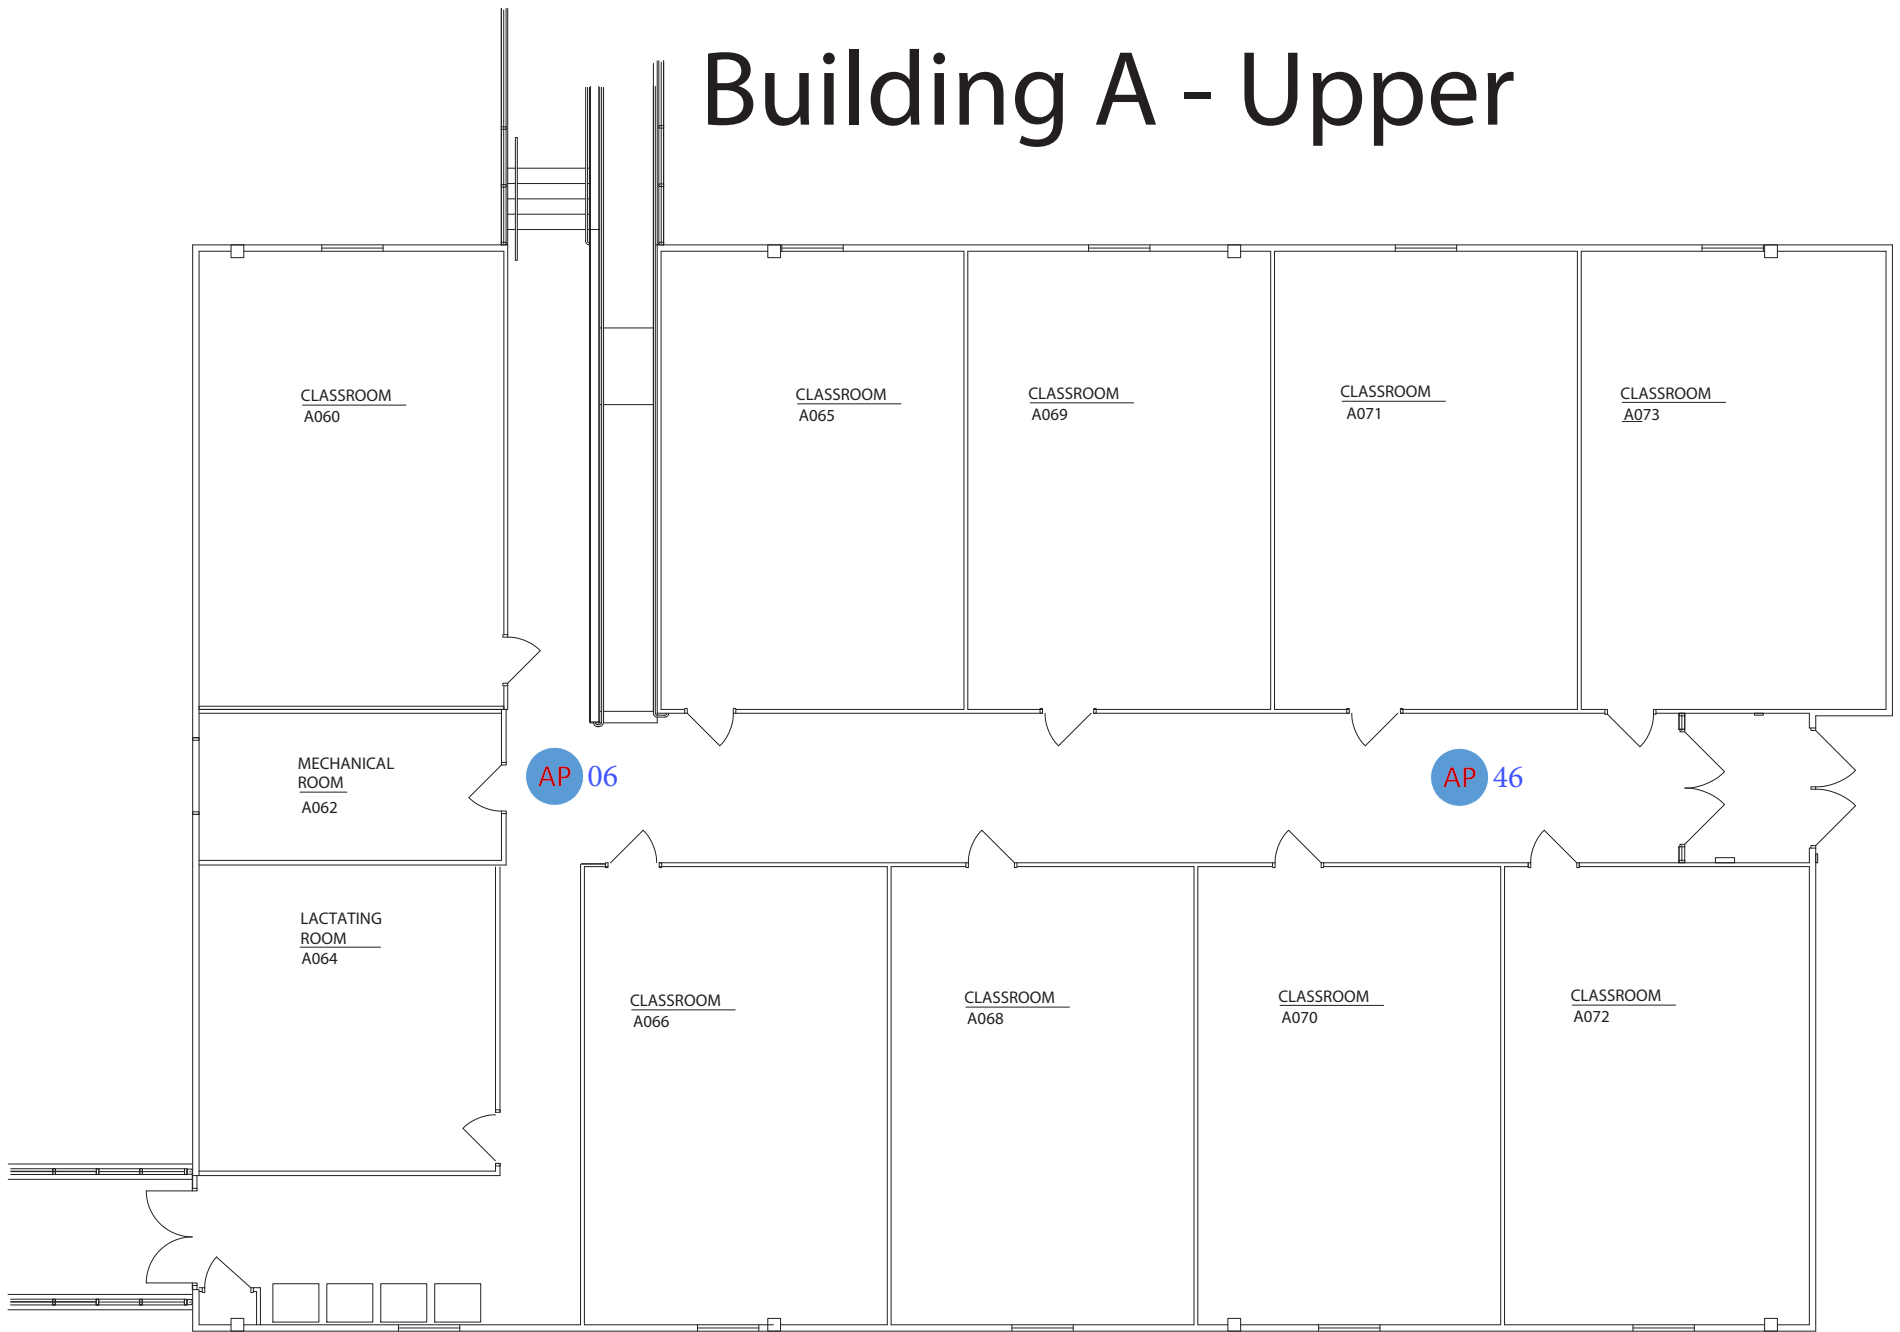 Building A - Upper
CLASSROOM
A060
CLASSROOM
A065
CLASSROOM
A069
CLASSROOM
A071
CLASSROOM
A073
MECHANICAL
ROOM
A062
AP 06
AP 46
LACTATING
ROOM
A064
CLASSROOM
A066
CLASSROOM
A068
CLASSROOM
A070
CLASSROOM
A072